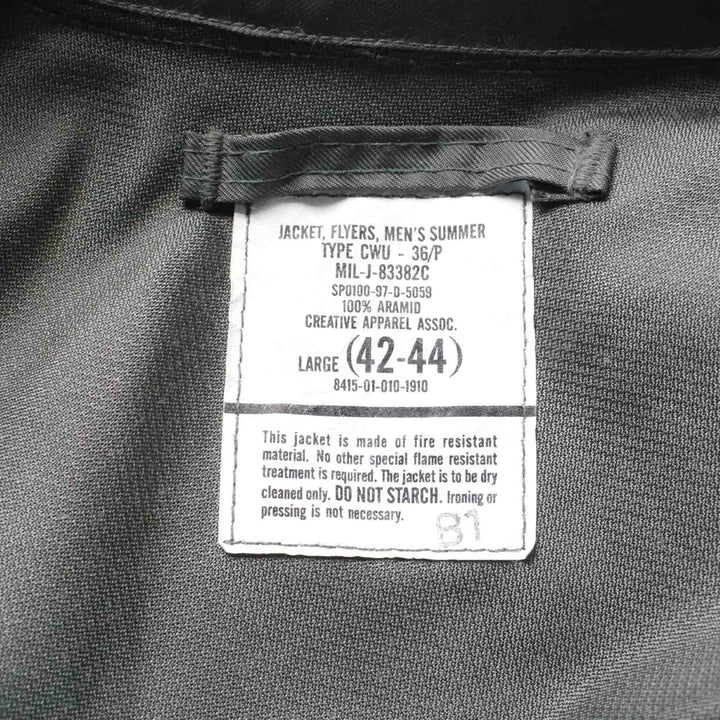 JACKET, FLYERS, MEN'S SUMMER
TYPE CWU - 36/P
MIL-J-83382C
SP0100-97-D-5059
100% ARAMID
CREATIVE APPAREL ASSOC.
LARGE (42-44)
8415-01-010-1910
This jacket is made of fire resistant
material. No other special flame resistant
treatment is required. The jacket is to be dry
cleaned only. DO NOT STARCH. Ironing or
pressing is not necessary.
81